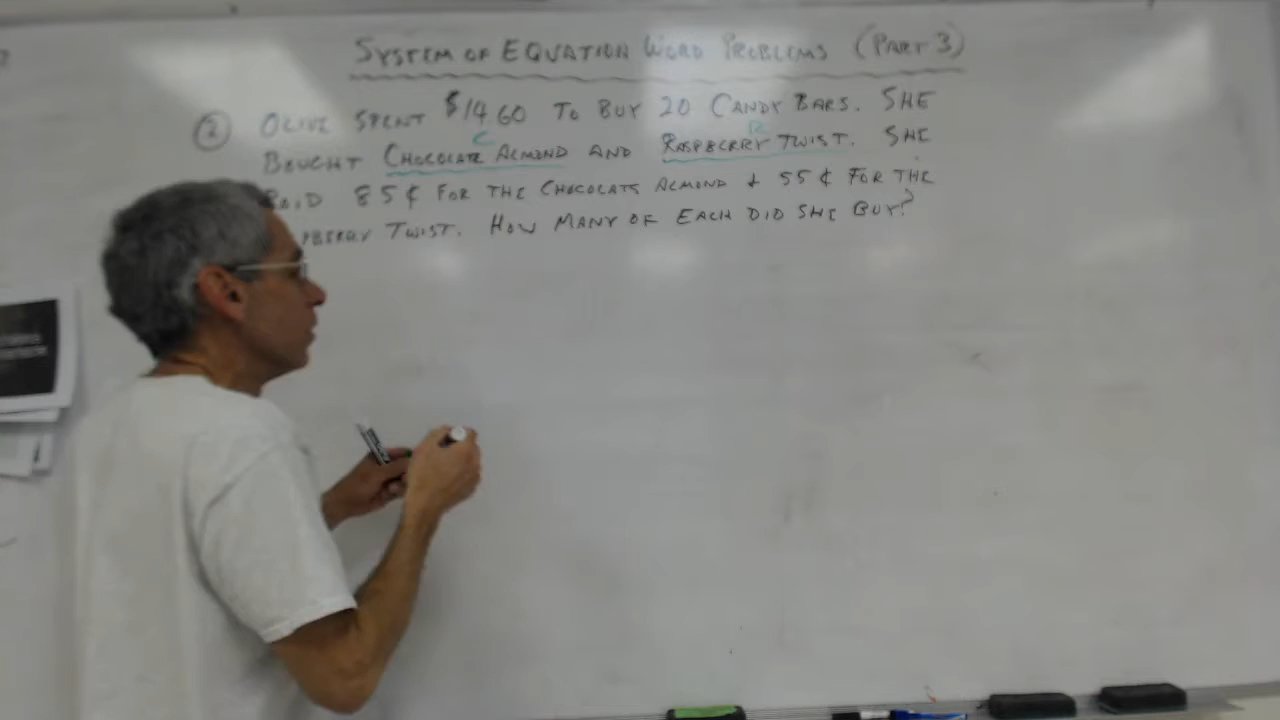 SYSTEM OF EQUATION WORD PROBLEMS (PART 3)
② OLIVE SPENT $14.60 TO BUY 20 CANDY BARS. SHE
C R
BOUGHT CHOCOLATE ALMOND AND RASPBERRY TWIST. SHE
PAID 85¢ FOR THE CHOCOLATE ALMOND + 55¢ FOR THE
PBERRY TWIST. HOW MANY OF EACH DID SHE BUY?